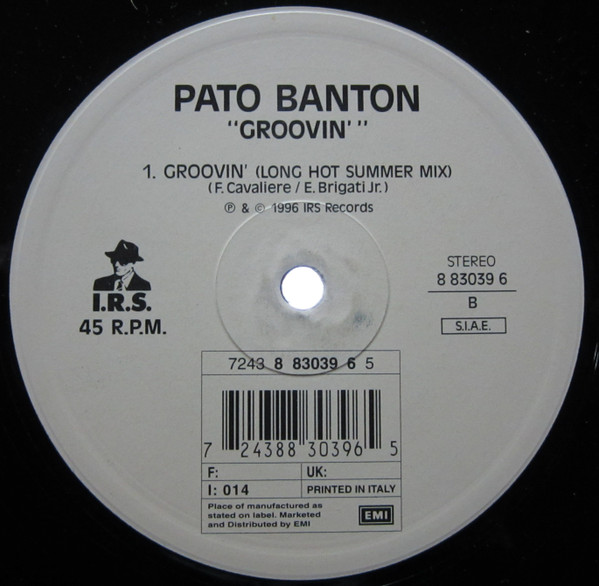 PATO BANTON
"GROOVIN' "
1. GROOVIN' (LONG HOT SUMMER MIX)
(F. Cavaliere / E. Brigati Jr.)
℗ & © 1996 IRS Records
I.R.S.
45 R.P.M.
STEREO
8 83039 6
B
S.I.A.E.
7243 8 83039 6 5
7 24388 30396 5
F:
UK:
I: 014
PRINTED IN ITALY
Place of manufactured as
stated on label. Marketed
and Distributed by EMI
EMI